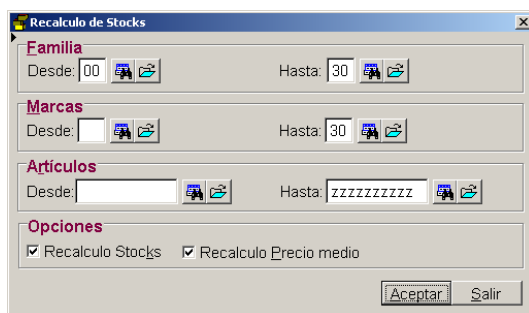 Recalculo de Stocks
Familia
Desde: 00 Hasta: 30
Marcas
Desde: Hasta: 30
Artículos
Desde: Hasta: zzzzzzzzzz
Opciones
Recalculo Stocks Recalculo Precio medio
Aceptar Salir